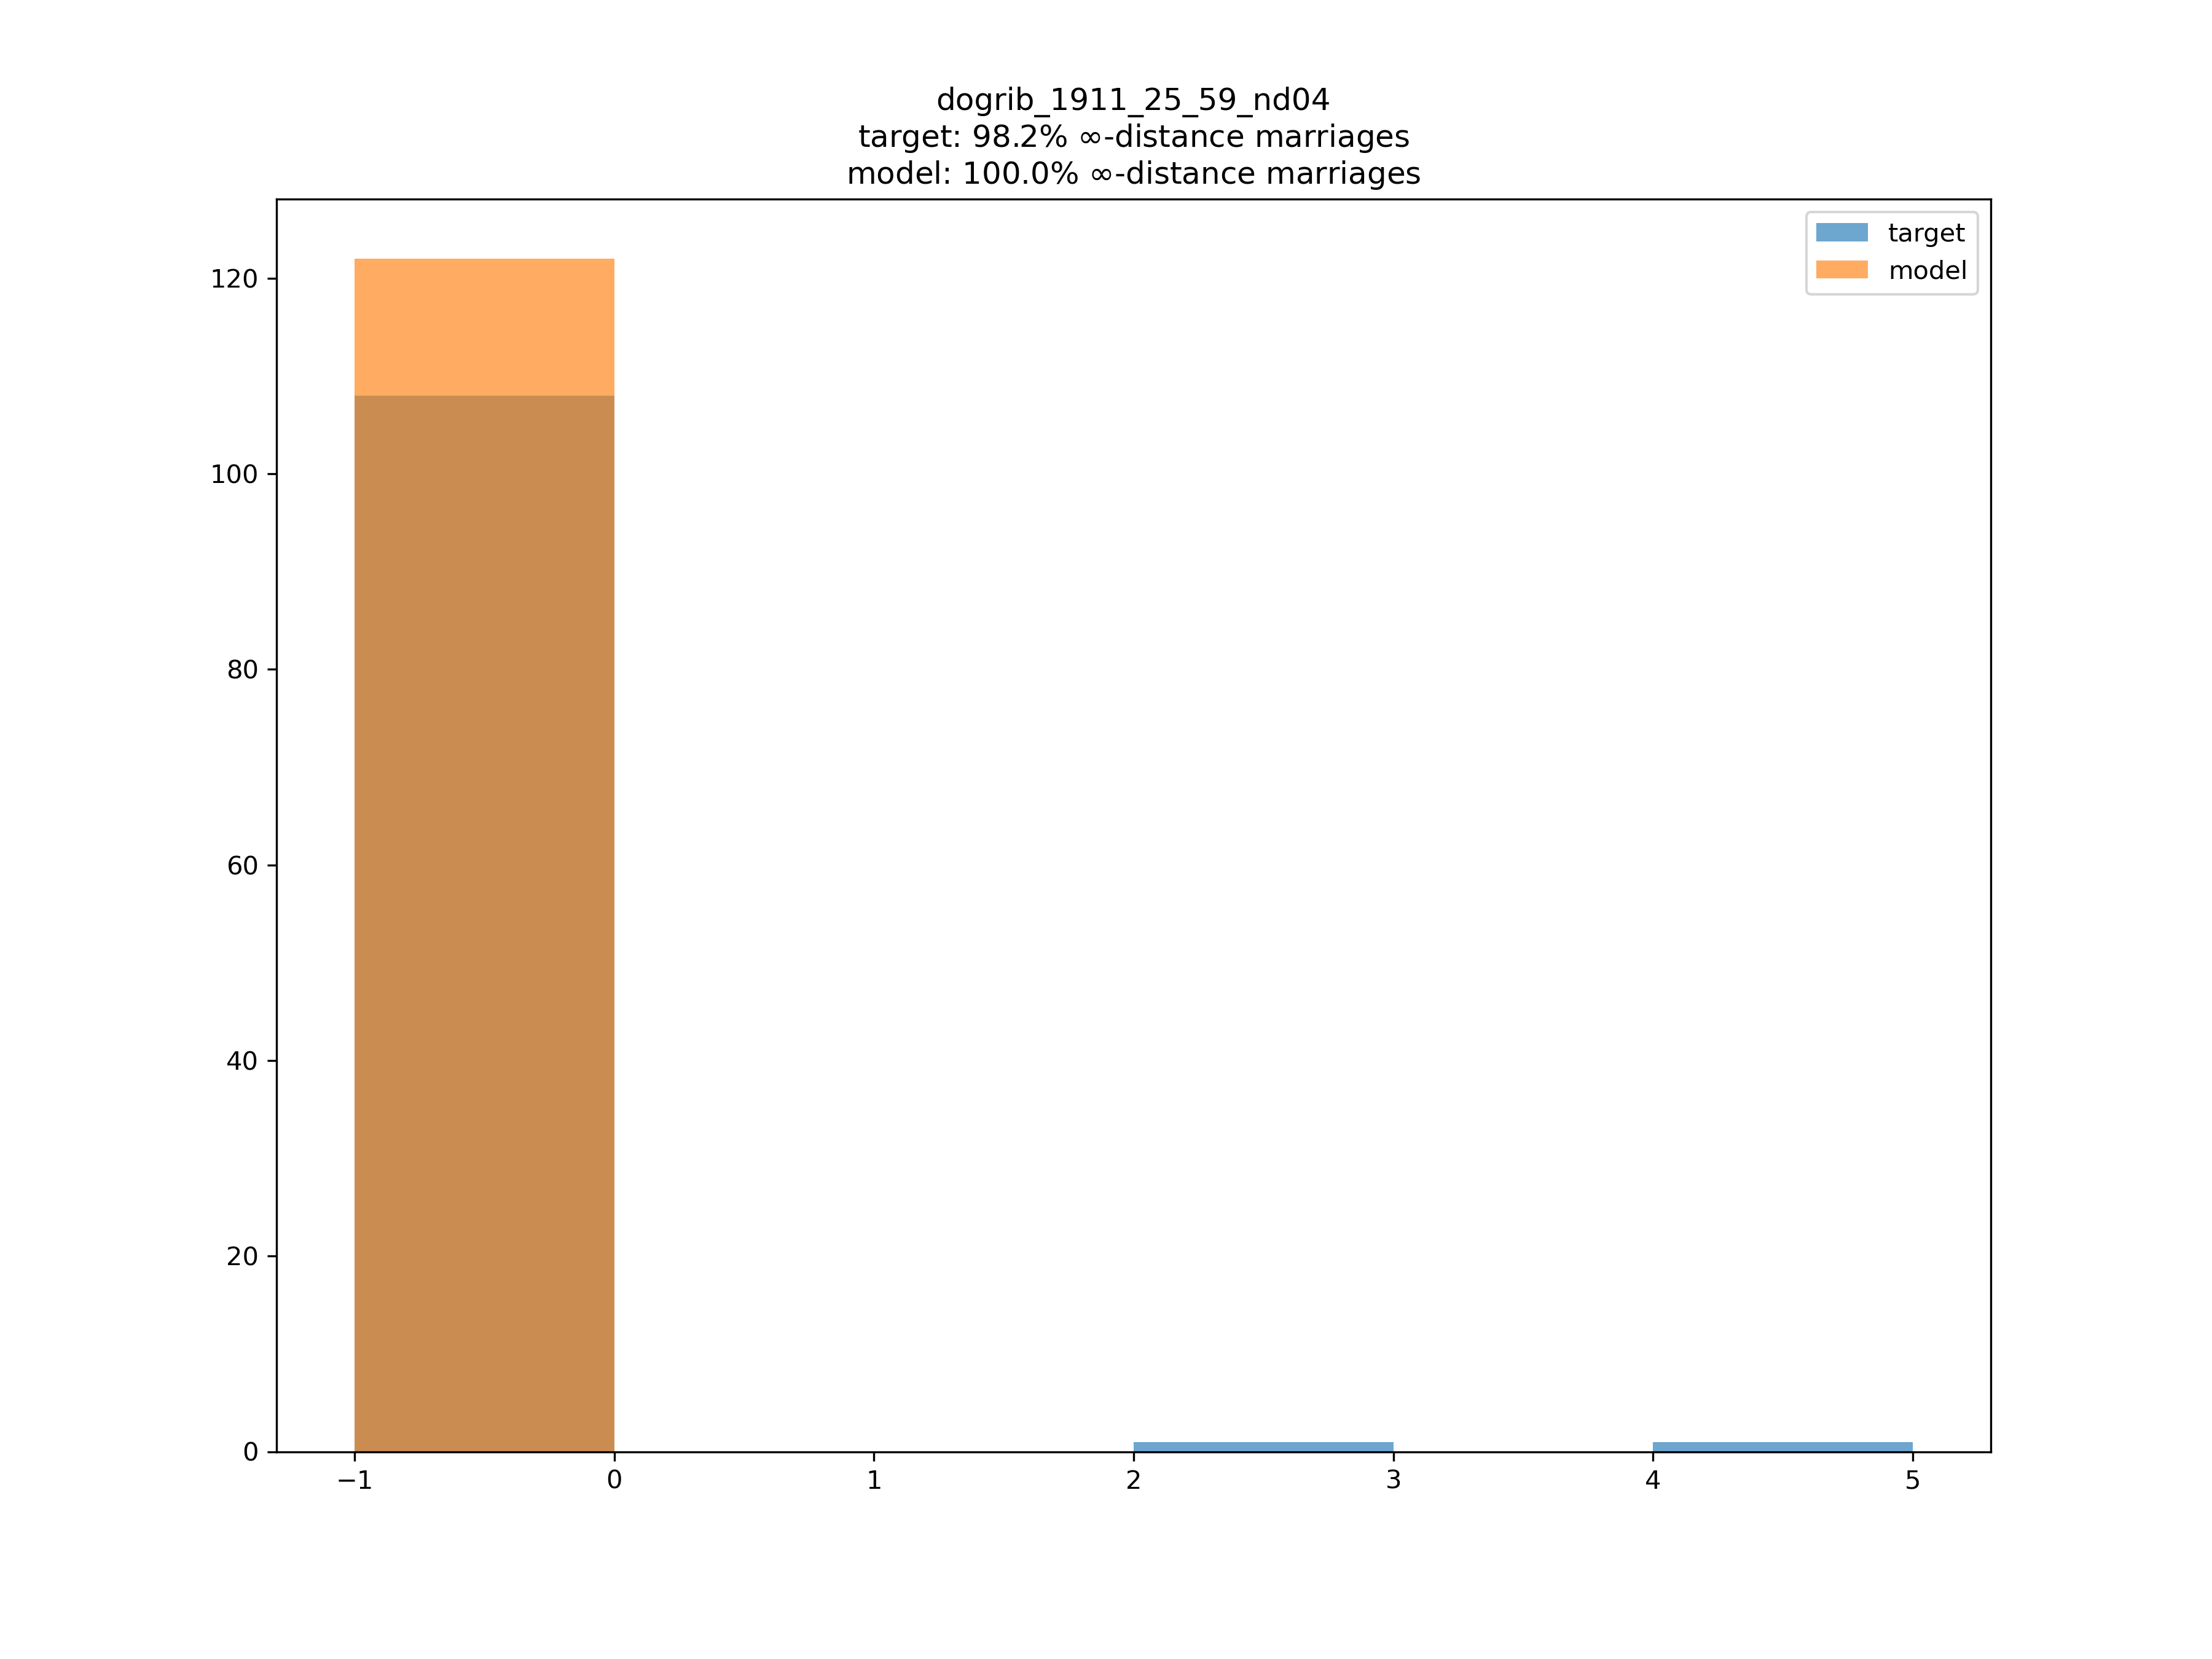 dogrib_1911_25_59_nd04
target: 98.2% ∞-distance marriages
model: 100.0% ∞-distance marriages
target
model
120
100
80
60
40
20
0
−1 0 1 2 3 4 5